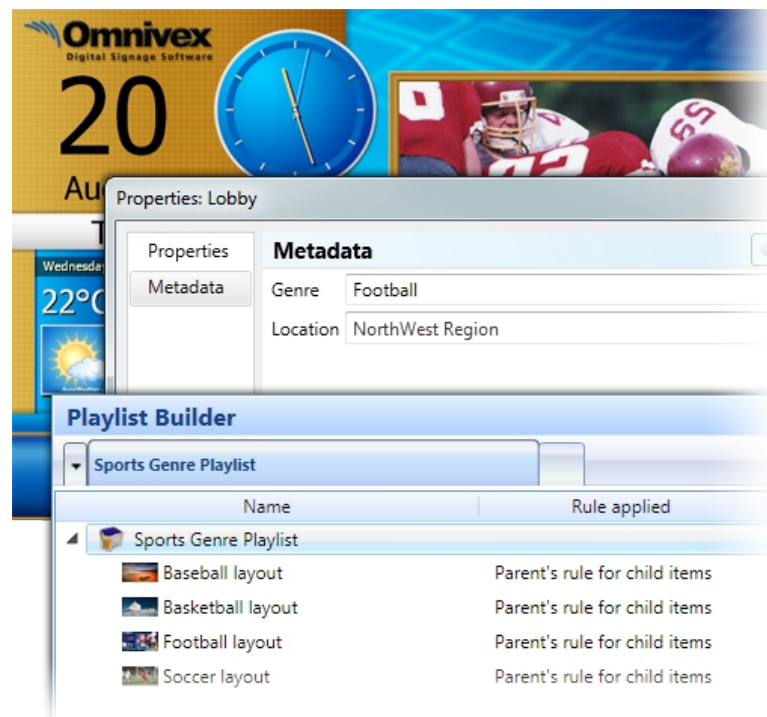 Omnivex
Digital Signage Software
20
Au
T
Wednesday
22°C
Properties: Lobby
Properties
Metadata
Metadata
Genre Football
Location NorthWest Region
Playlist Builder
Sports Genre Playlist
Name Rule applied
Sports Genre Playlist
Baseball layout Parent's rule for child items
Basketball layout Parent's rule for child items
Football layout Parent's rule for child items
Soccer layout Parent's rule for child items
59